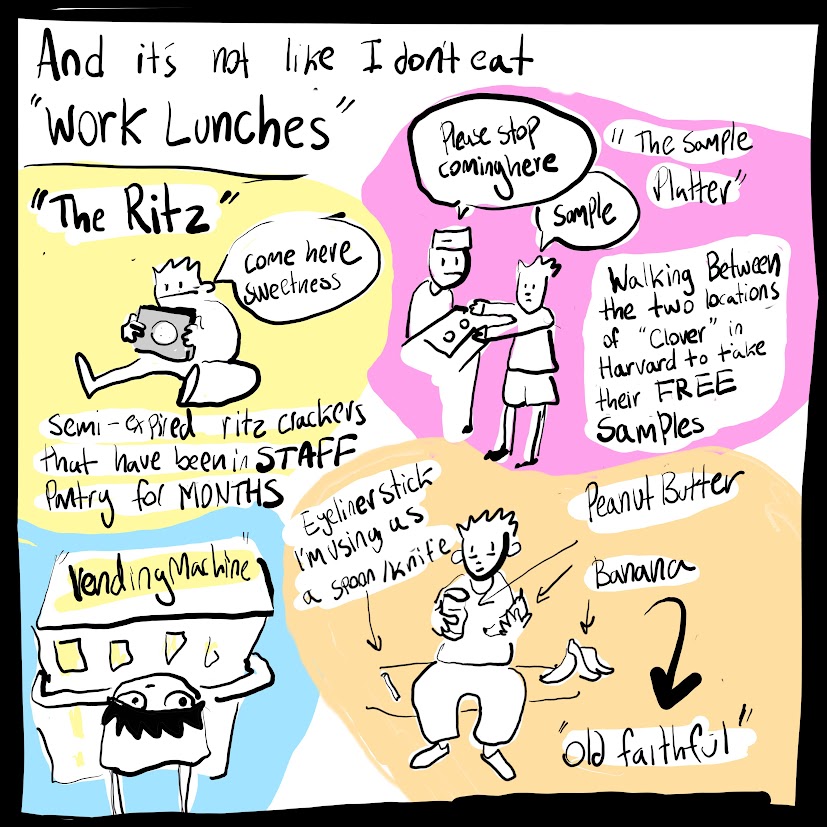 And it's not like I don't eat
"Work Lunches"
"The Ritz"
come here
sweetness
semi-expired ritz crackers
that have been in STAFF
Pantry for MONTHS
Please stop
coming here
Sample
"The Sample
Platter"
Walking Between
the two locations
of "Clover" in
Harvard to take
their FREE
Samples
"Vending Machine"
Eyeliner stick
I'm using as
a spoon/knife
Peanut Butter
Banana
"Old faithful"